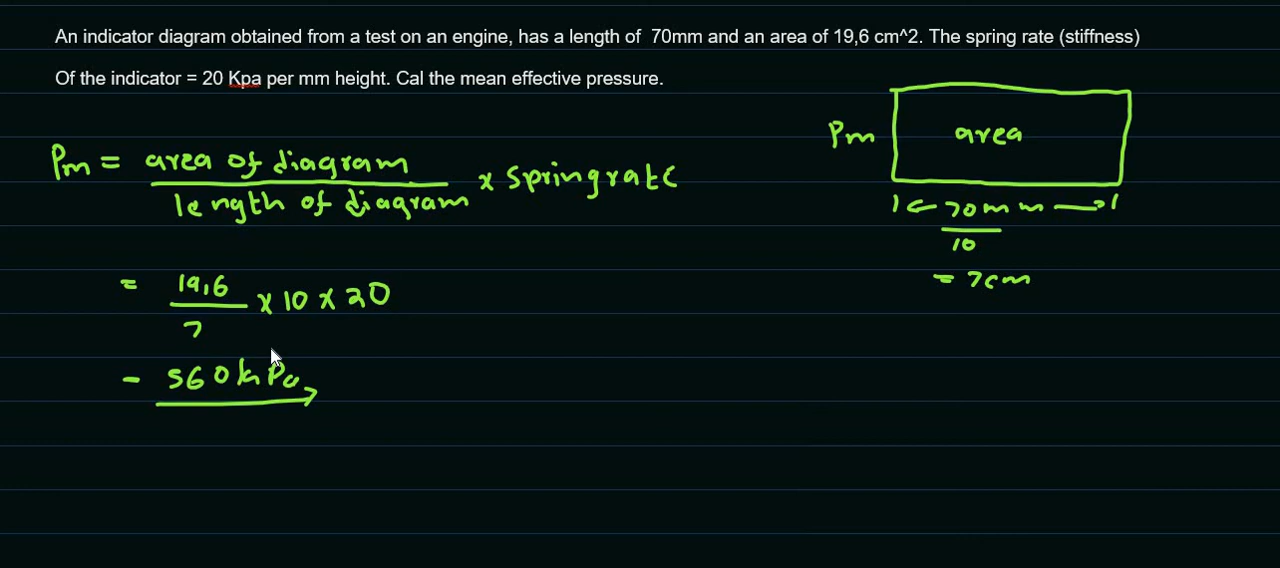 An indicator diagram obtained from a test on an engine, has a length of 70mm and an area of 19,6 cm^2. The spring rate (stiffness)
Of the indicator = 20 Kpa per mm height. Cal the mean effective pressure.
Pm = area of diagram / length of diagram × springrate
= 19,6 / 7 × 10 × 20
- 560 kPa
Pm area
70mm
10
= 7cm